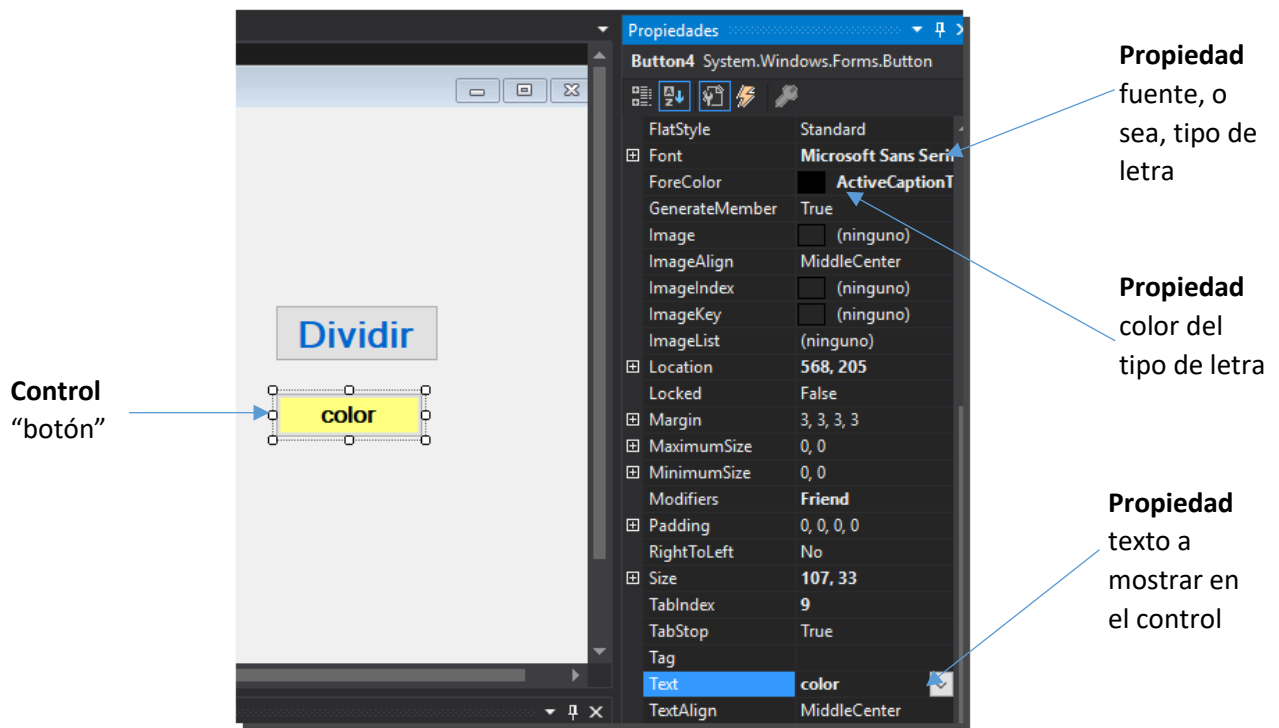 Propiedades
Button4 System.Windows.Forms.Button
FlatStyle Standard
Font Microsoft Sans Serif
ForeColor ActiveCaptionT
GenerateMember True
Image (ninguno)
ImageAlign MiddleCenter
ImageIndex (ninguno)
ImageKey (ninguno)
ImageList (ninguno)
Location 568, 205
Locked False
Margin 3, 3, 3, 3
MaximumSize 0, 0
MinimumSize 0, 0
Modifiers Friend
Padding 0, 0, 0, 0
RightToLeft No
Size 107, 33
TabIndex 9
TabStop True
Tag
Text color
TextAlign MiddleCenter
Dividir
color
Control
“botón”
Propiedad
fuente, o
sea, tipo de
letra
Propiedad
color del
tipo de letra
Propiedad
texto a
mostrar en
el control